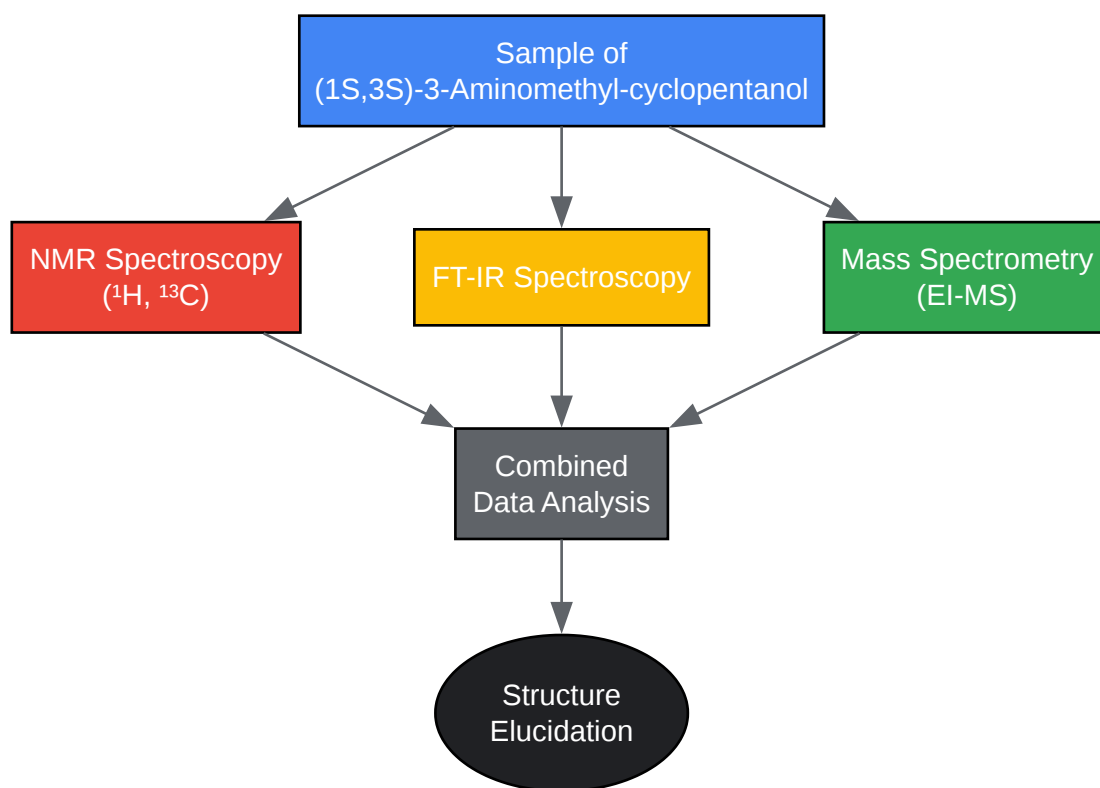 Sample of
(1S,3S)-3-Aminomethyl-cyclopentanol
NMR Spectroscopy
(¹H, ¹³C)
FT-IR Spectroscopy
Mass Spectrometry
(EI-MS)
Combined
Data Analysis
Structure
Elucidation